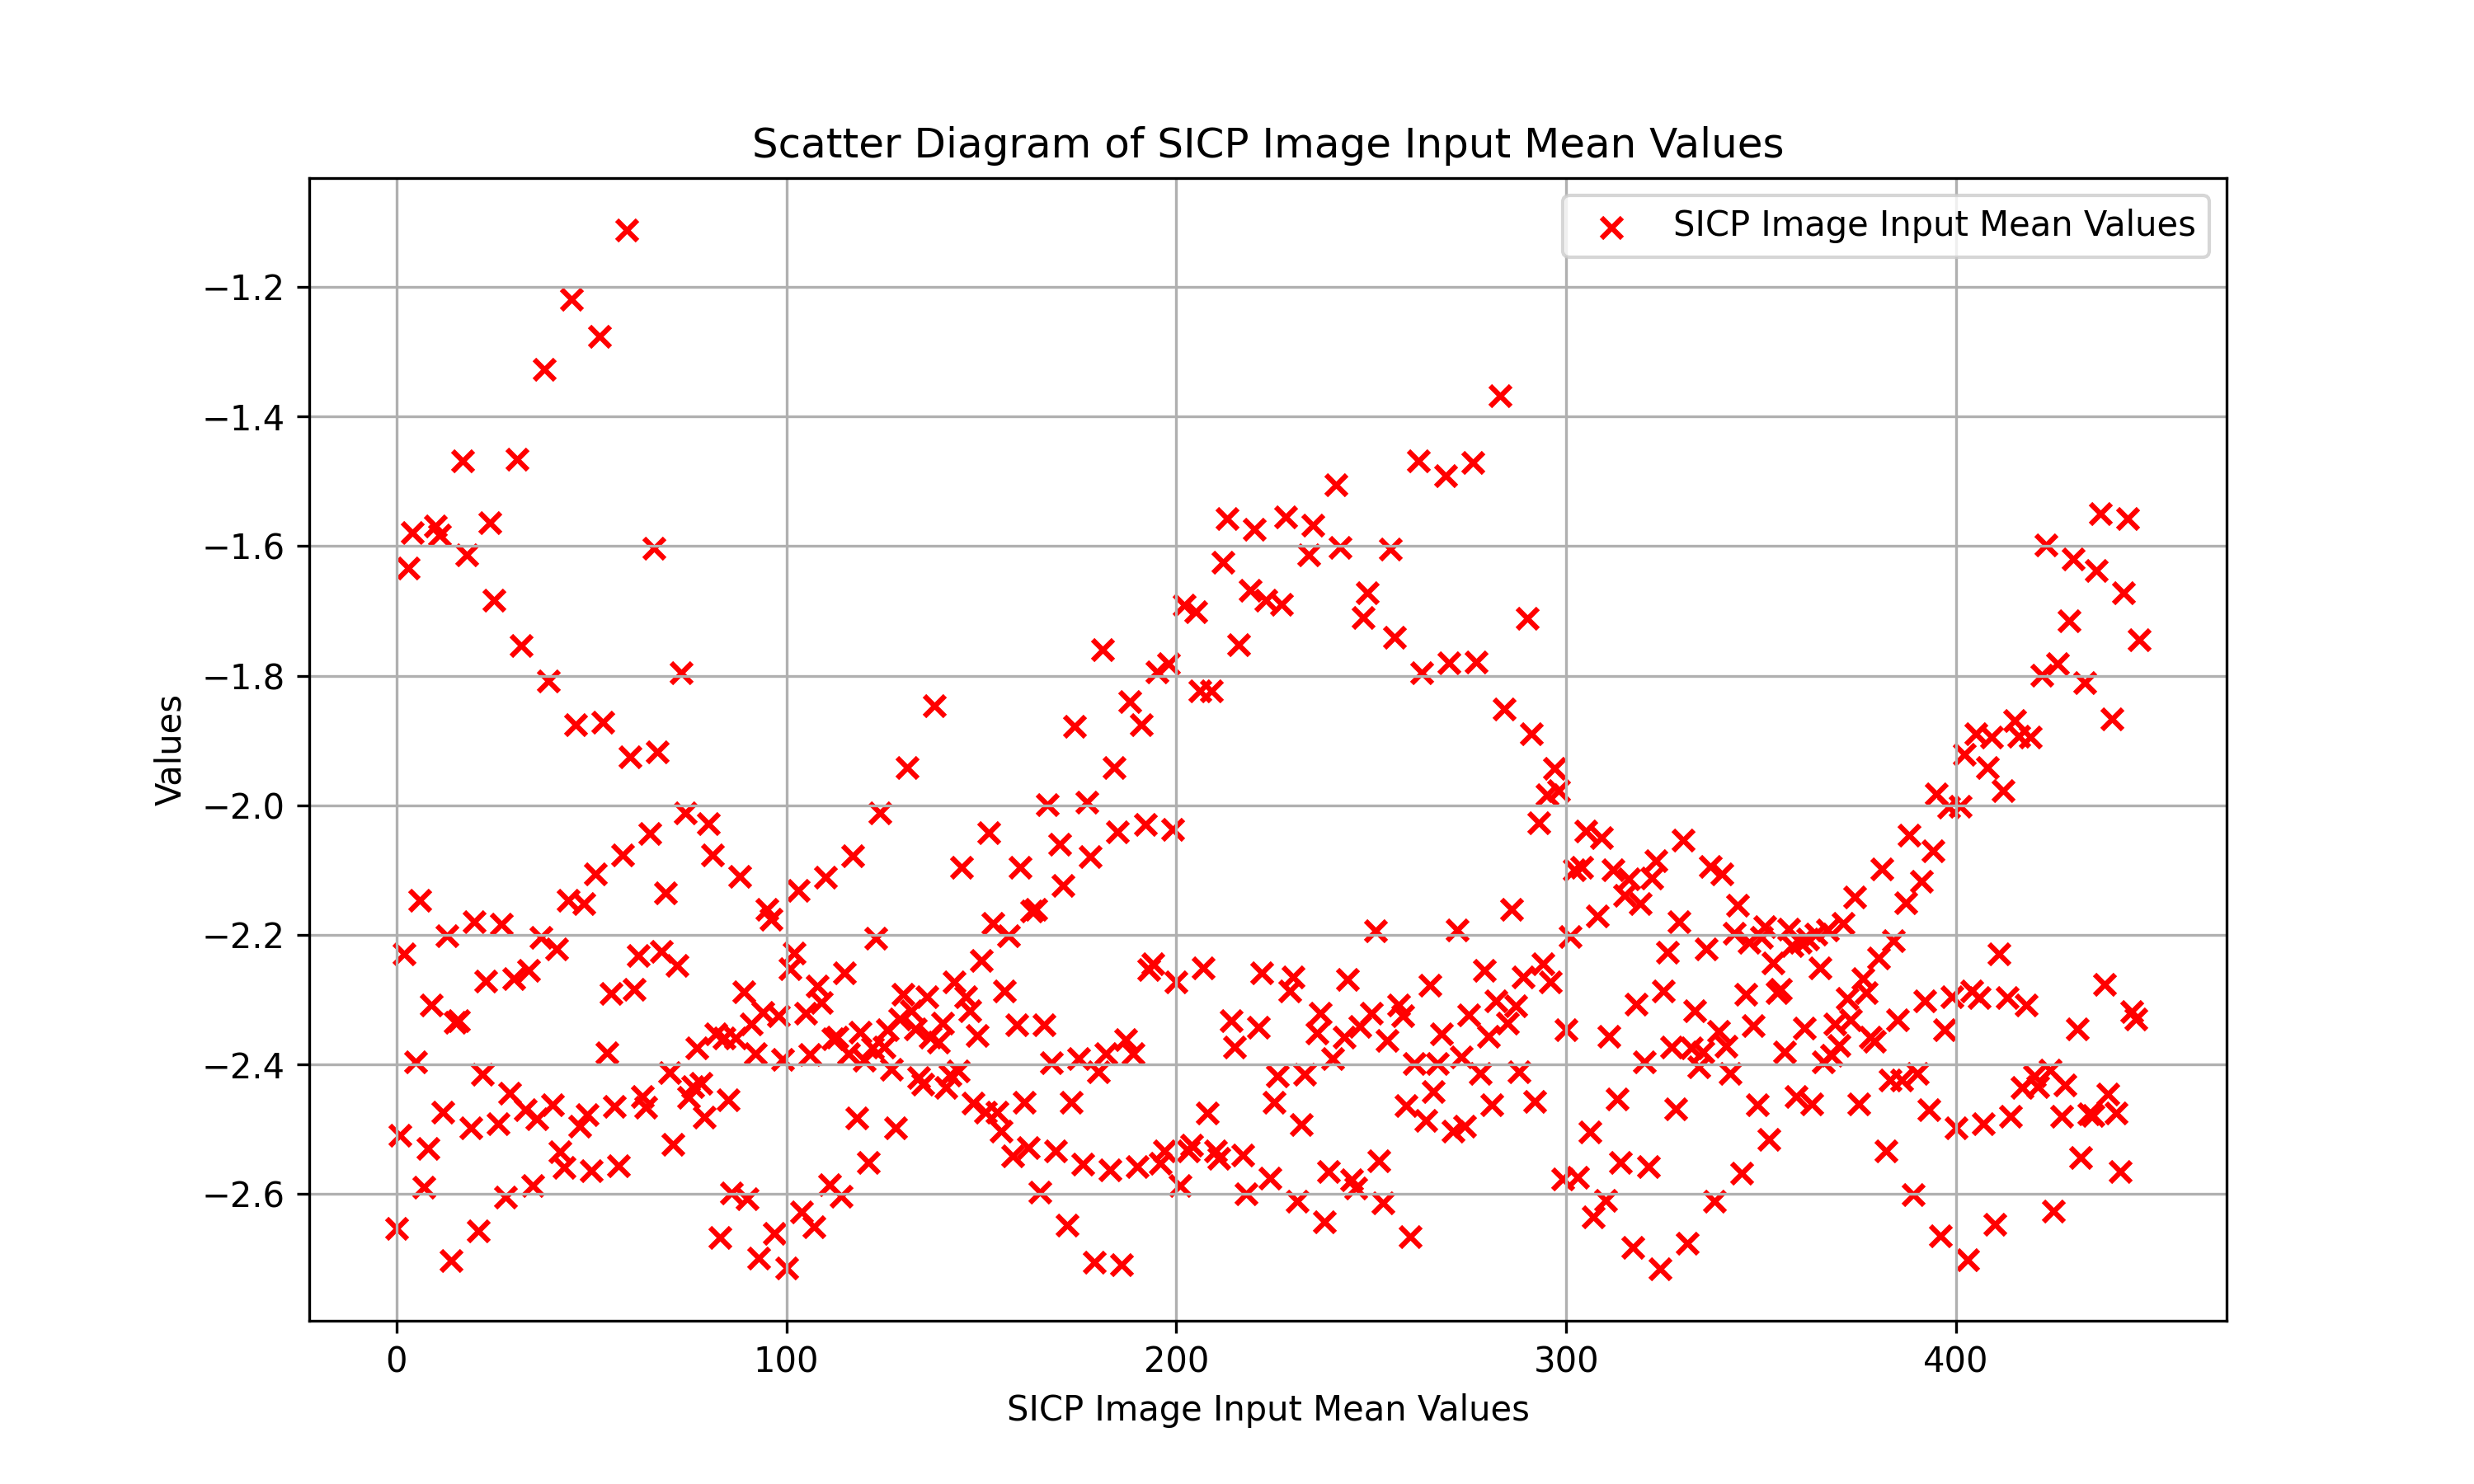 Scatter Diagram of SICP Image Input Mean Values
SICP Image Input Mean Values
−1.2
−1.4
−1.6
−1.8
−2.0
−2.2
−2.4
−2.6
Values
0 100 200 300 400
SICP Image Input Mean Values